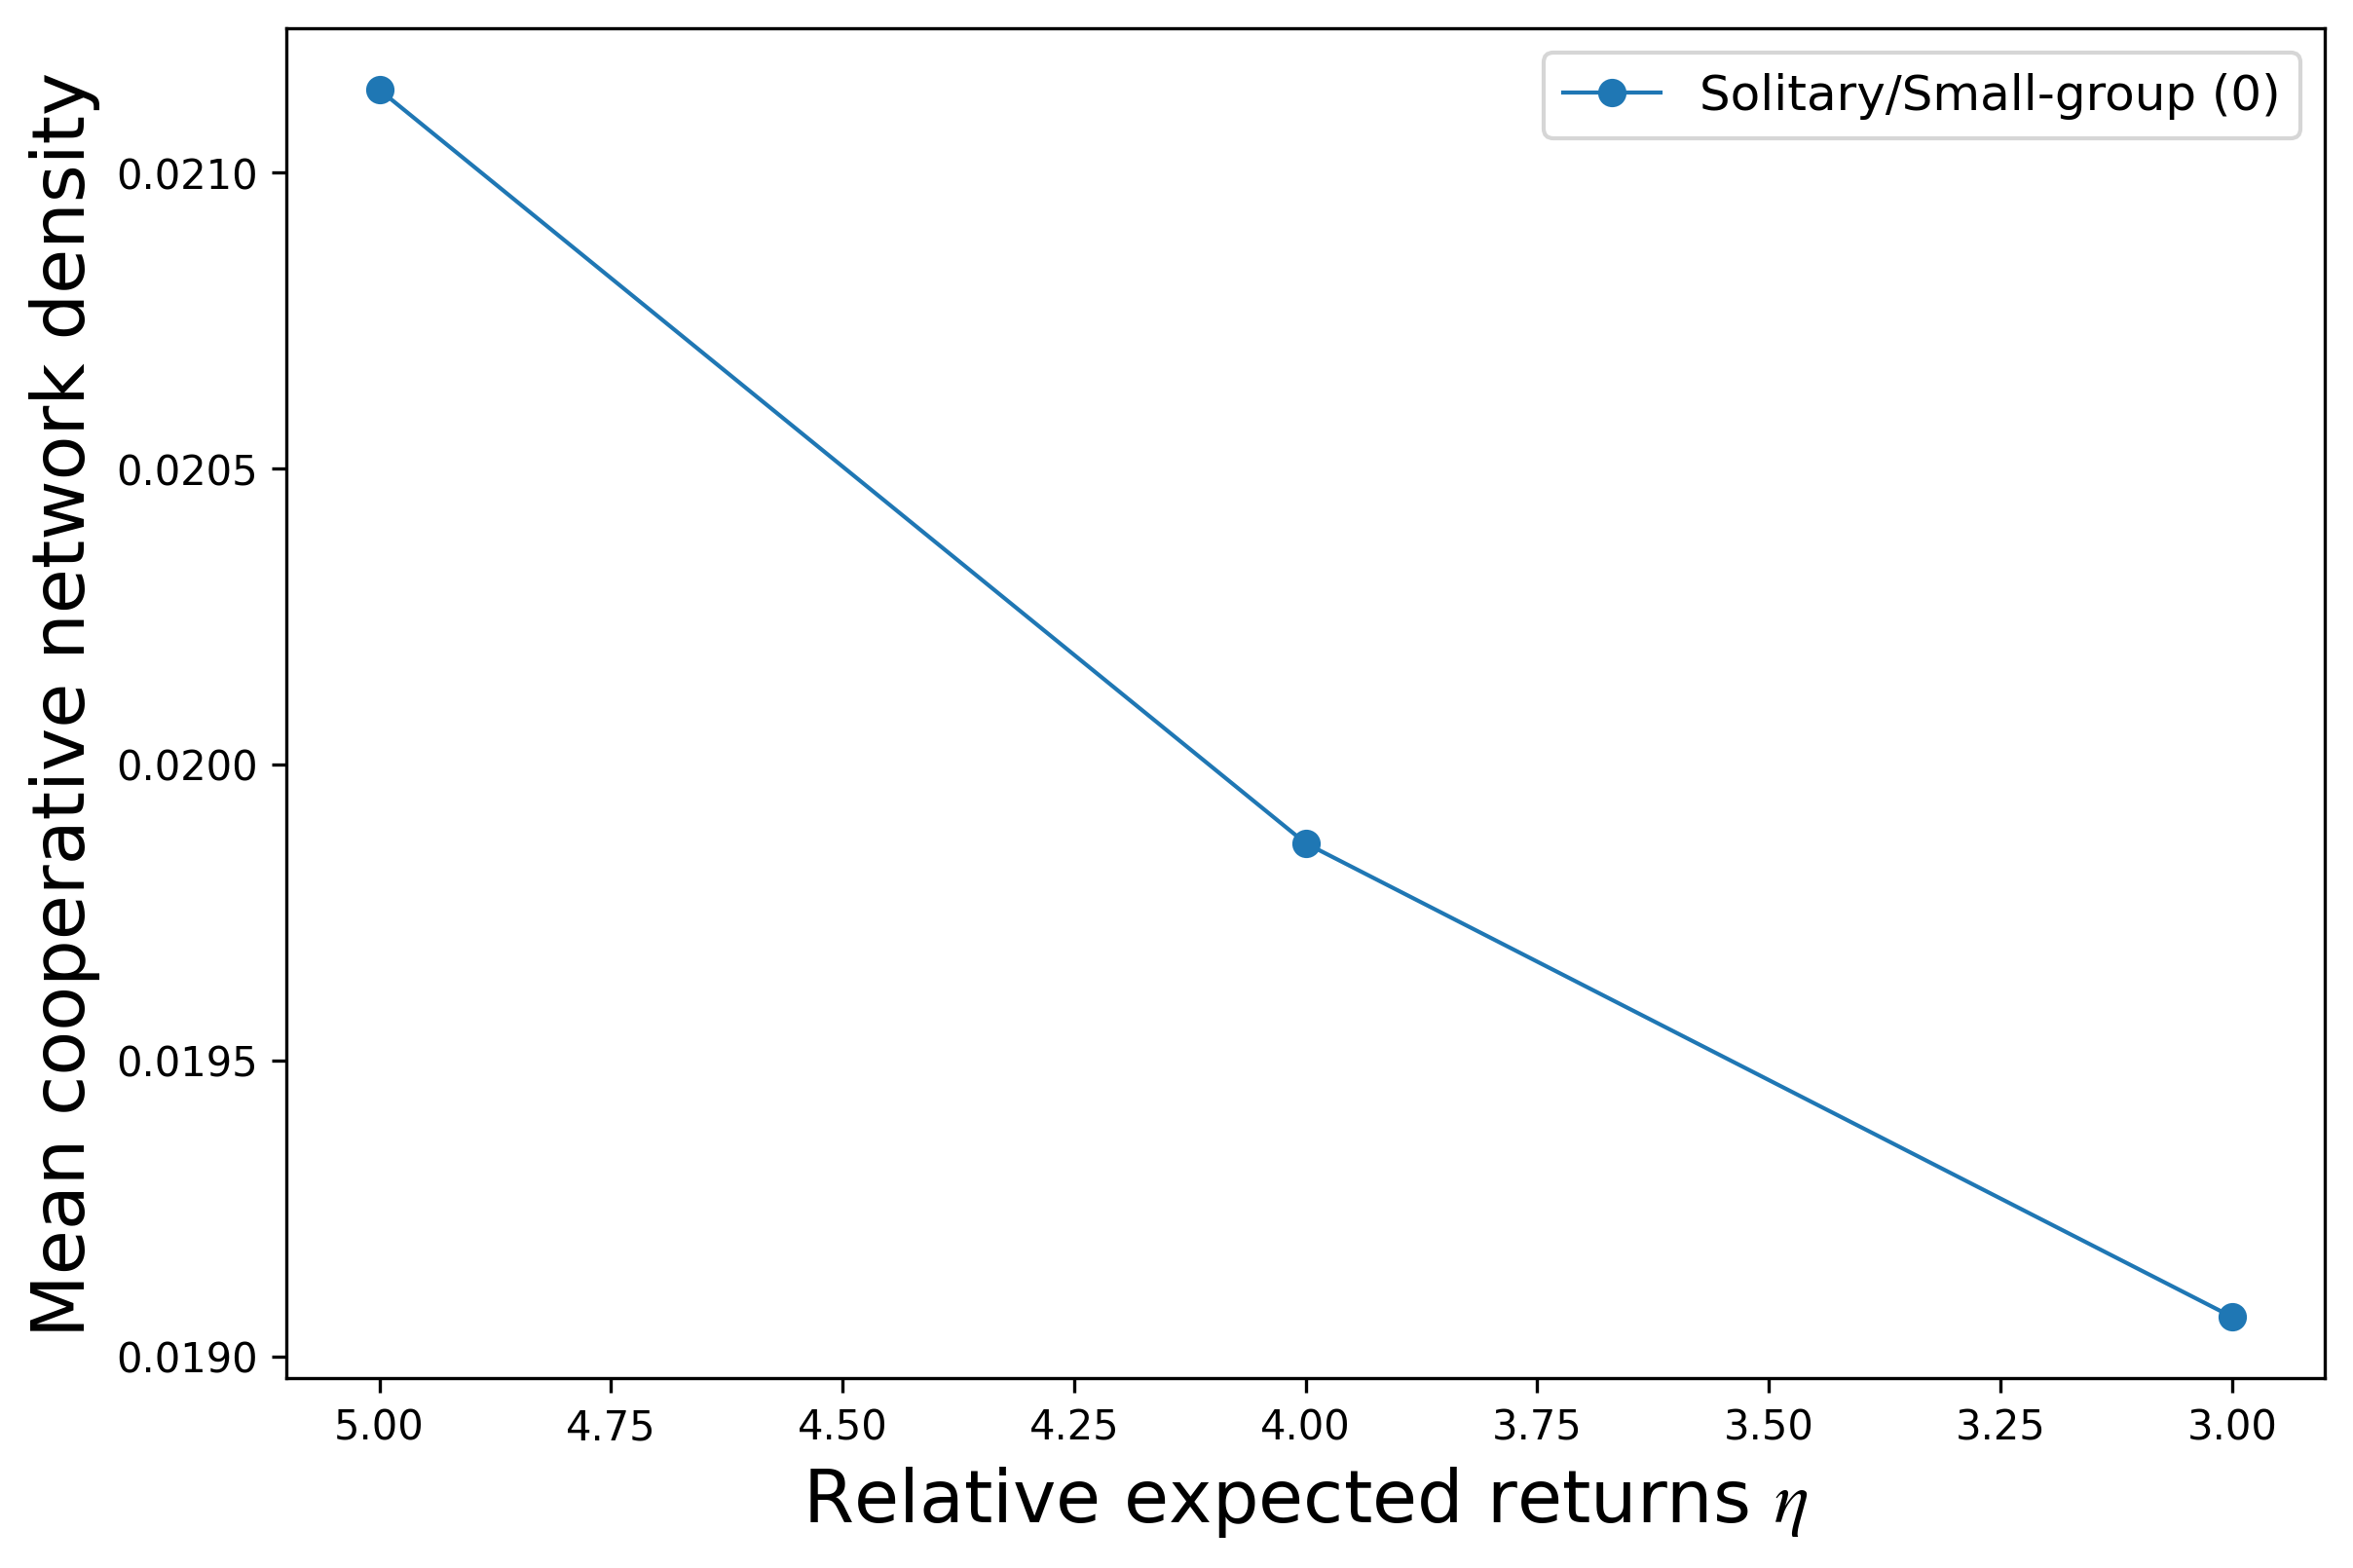 Solitary/Small-group (0)
Mean cooperative network density
0.0210
0.0205
0.0200
0.0195
0.0190
5.00 4.75 4.50 4.25 4.00 3.75 3.50 3.25 3.00
Relative expected returns η